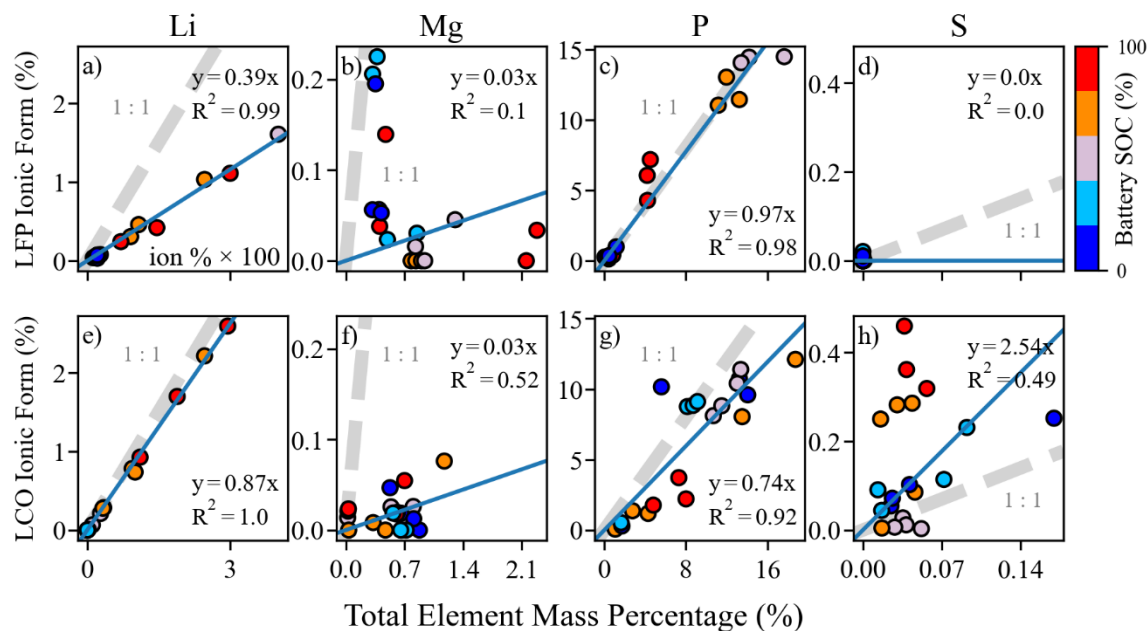 Li Mg P S
LFP Ionic Form (%)
a)
y = 0.39x
R² = 0.99
1 : 1
ion % × 100
2
1
0
b)
y = 0.03x
R² = 0.1
1 : 1
0.2
0.1
0.0
c)
1 : 1
y = 0.97x
R² = 0.98
15
10
5
0
d)
y = 0.0x
R² = 0.0
1 : 1
0.4
0.2
0.0
100
0
Battery SOC (%)
LCO Ionic Form (%)
e)
1 : 1
y = 0.87x
R² = 1.0
2
1
0
0 3
f)
y = 0.03x
R² = 0.52
1 : 1
0.2
0.1
0.0
0.0 0.7 1.4 2.1
g)
1 : 1
y = 0.74x
R² = 0.92
15
10
5
0
0 8 16
h)
y = 2.54x
R² = 0.49
1 : 1
0.4
0.2
0.0
0.00 0.07 0.14
Total Element Mass Percentage (%)